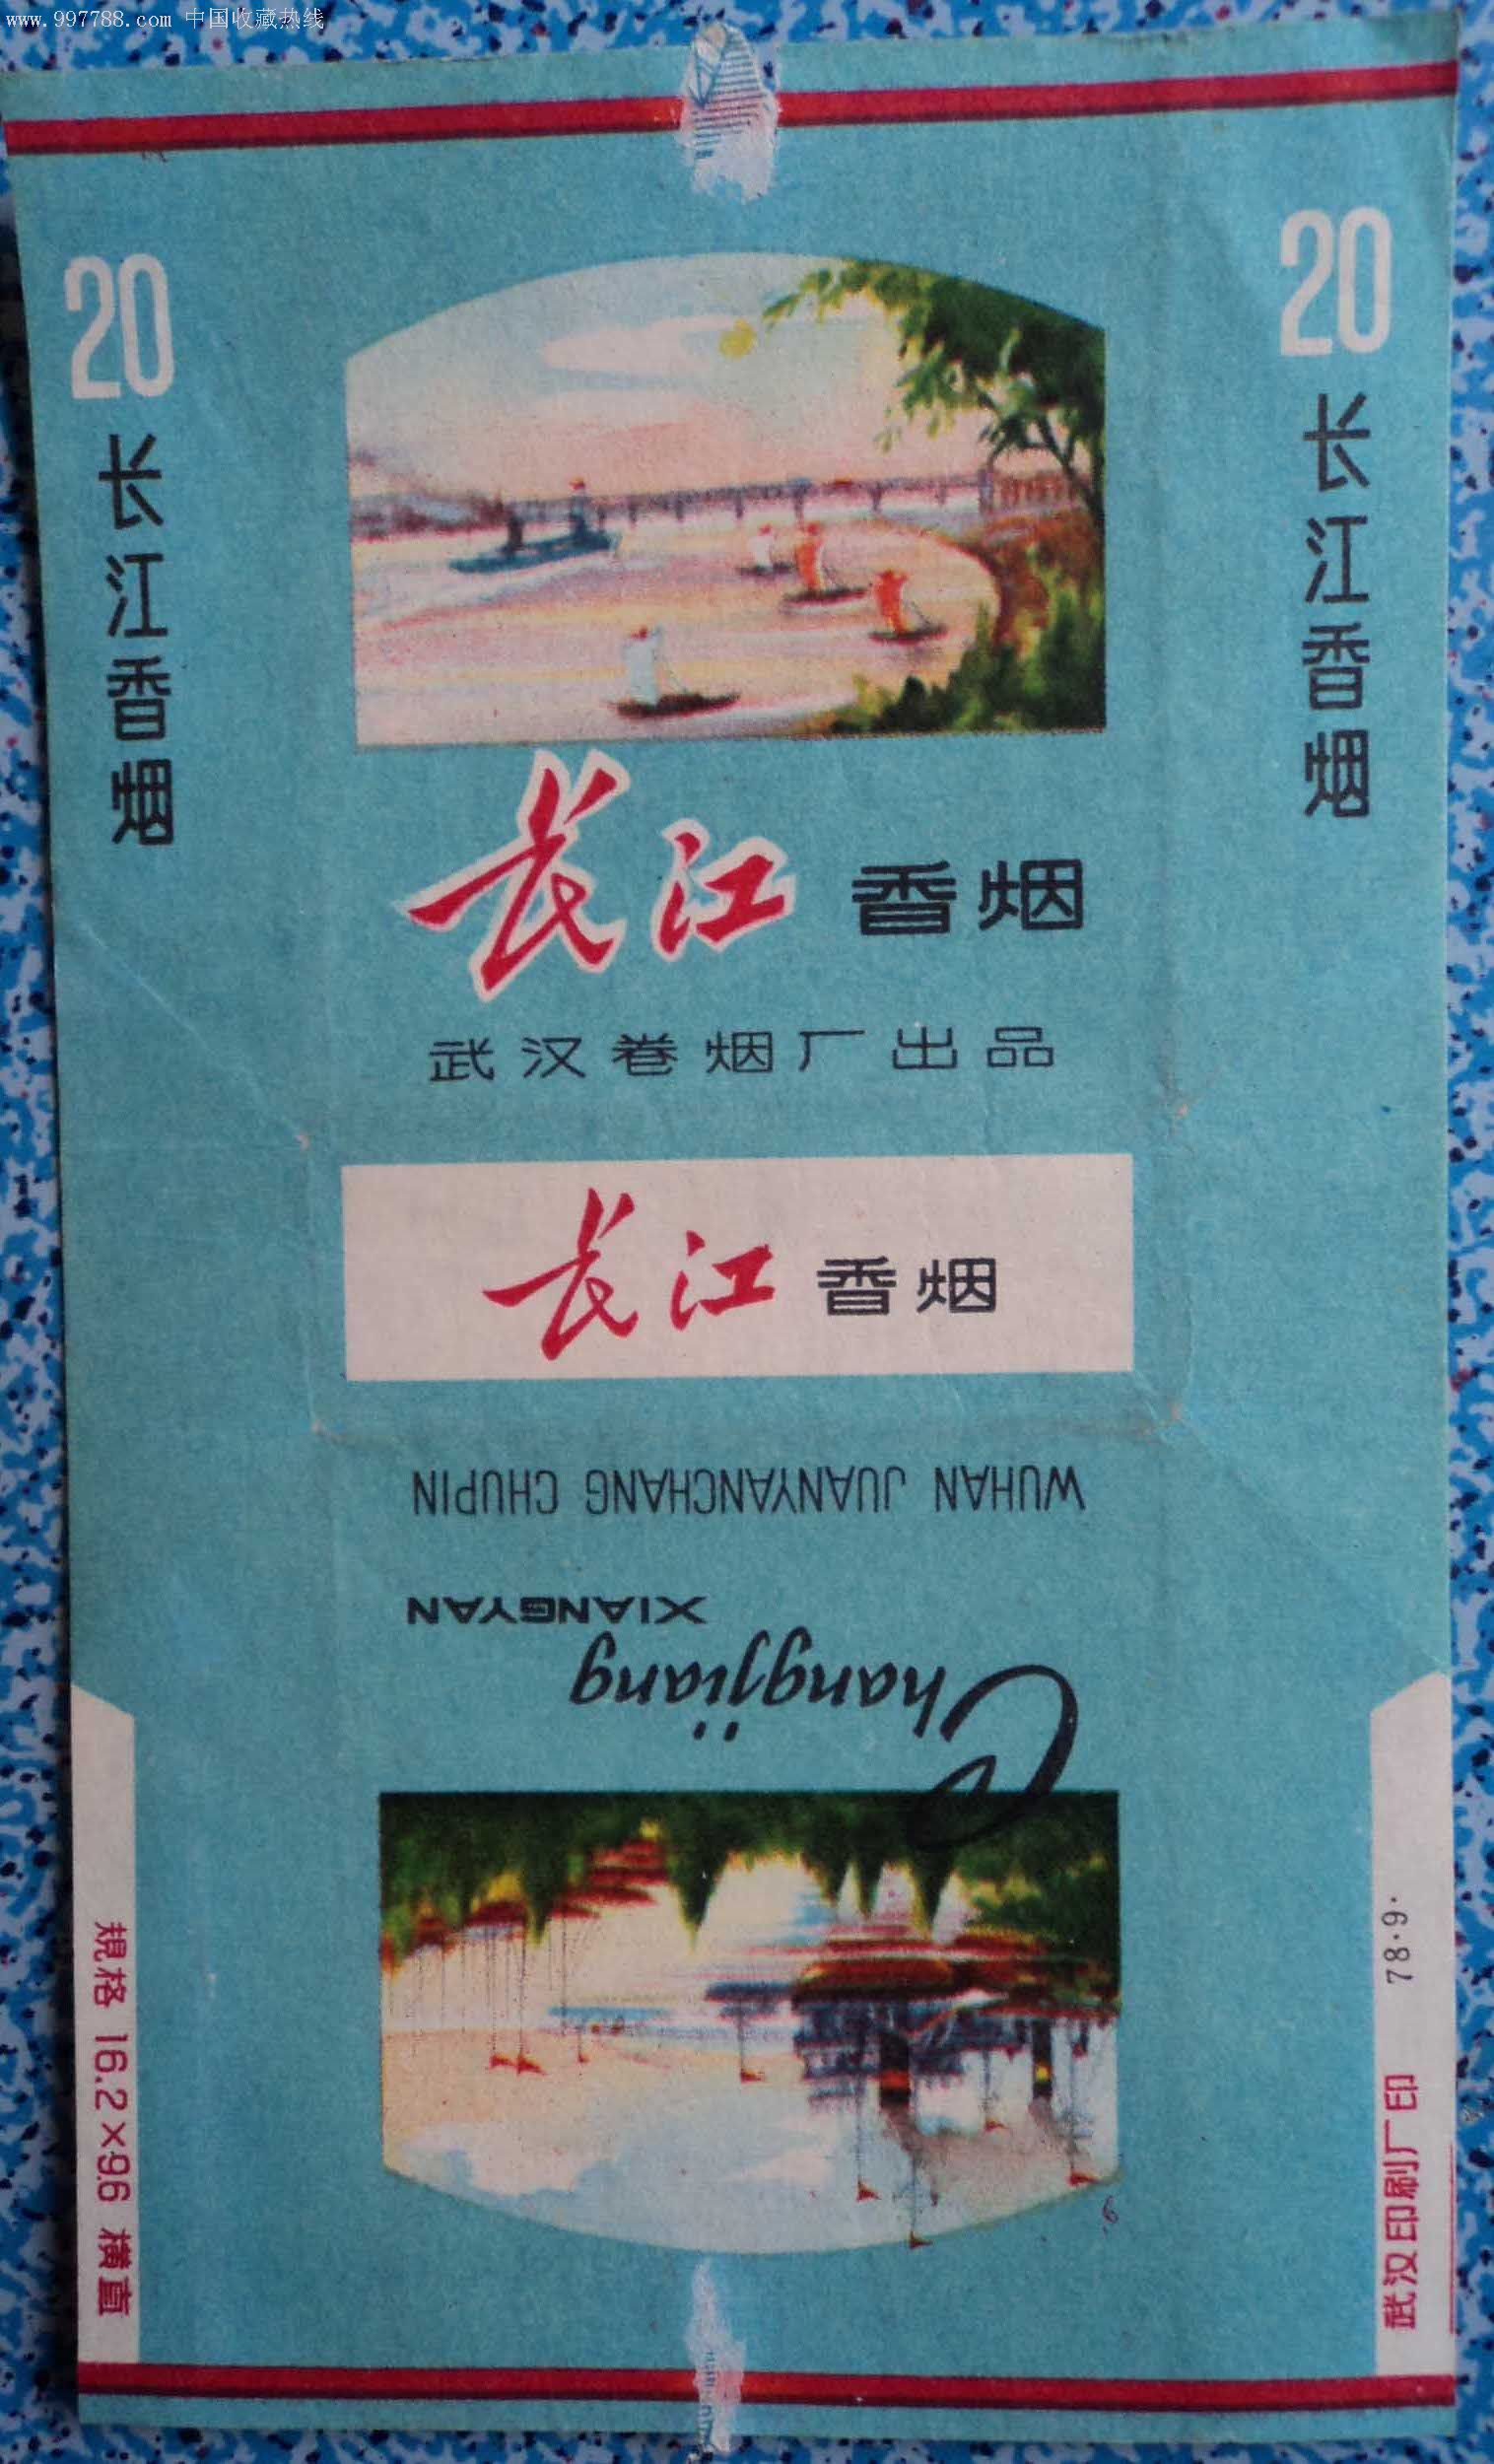 www.997788.com 中国收藏热线
20
长江香烟
20
长江香烟
长江 香烟
武汉卷烟厂出品
长江 香烟
WUHAN JUANYANCHANG CHUPIN
XIANGYAN
Changjiang
规格 16.2×9.6 横直
武汉印刷厂印 78.9.